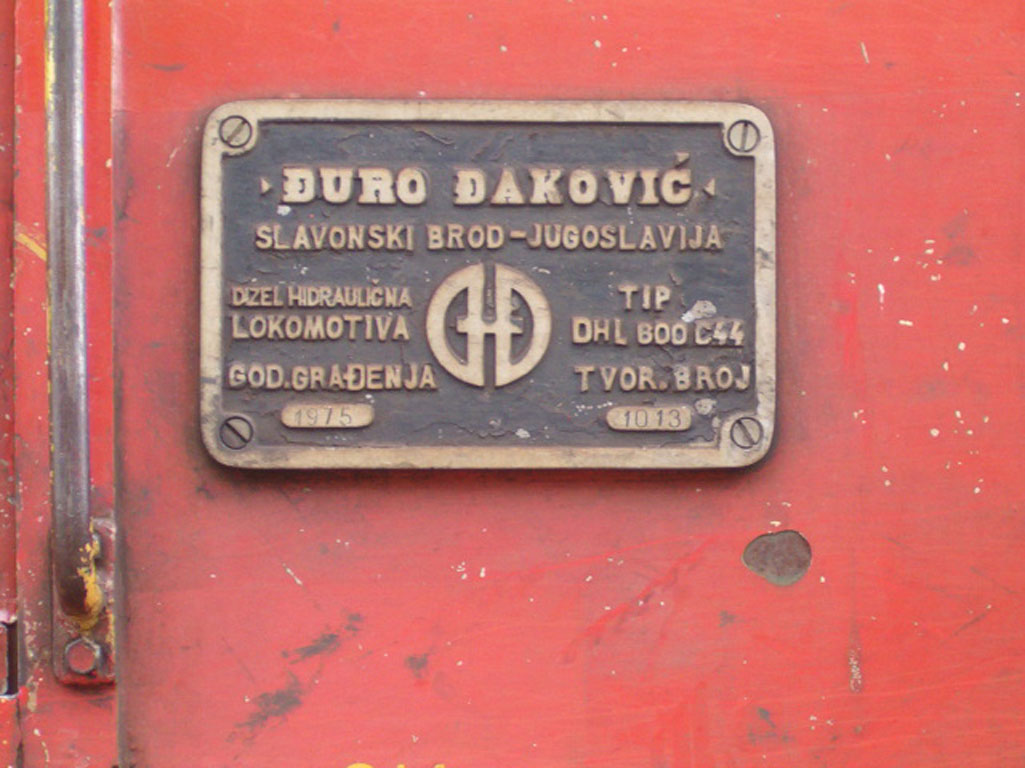 ĐURO ĐAKOVIĆ
SLAVONSKI BROD-JUGOSLAVIJA
DIZEL HIDRAULIČNA
LOKOMOTIVA
GOD.GRAĐENJA
1975
TIP
DHL 600 C44
TVOR.BROJ
1013